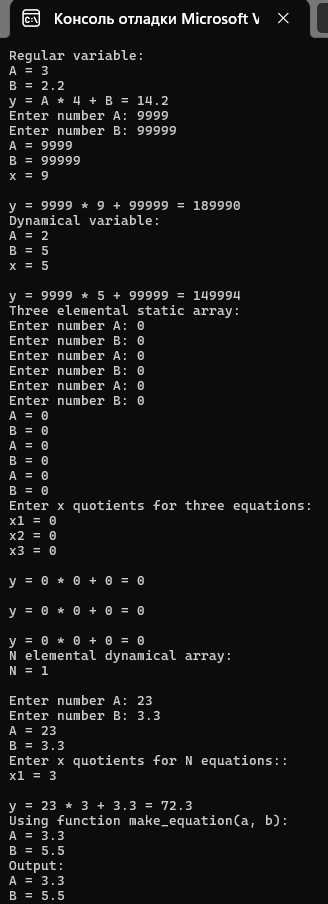 Консоль отладки Microsoft V
Regular variable:
A = 3
B = 2.2
y = A * 4 + B = 14.2
Enter number A: 9999
Enter number B: 99999
A = 9999
B = 99999
x = 9
y = 9999 * 9 + 99999 = 189990
Dynamical variable:
A = 2
B = 5
x = 5
y = 9999 * 5 + 99999 = 149994
Three elemental static array:
Enter number A: 0
Enter number B: 0
Enter number A: 0
Enter number B: 0
Enter number A: 0
Enter number B: 0
A = 0
B = 0
A = 0
B = 0
A = 0
B = 0
Enter x quotients for three equations:
x1 = 0
x2 = 0
x3 = 0
y = 0 * 0 + 0 = 0
y = 0 * 0 + 0 = 0
y = 0 * 0 + 0 = 0
N elemental dynamical array:
N = 1
Enter number A: 23
Enter number B: 3.3
A = 23
B = 3.3
Enter x quotients for N equations::
x1 = 3
y = 23 * 3 + 3.3 = 72.3
Using function make_equation(a, b):
A = 3.3
B = 5.5
Output:
A = 3.3
B = 5.5